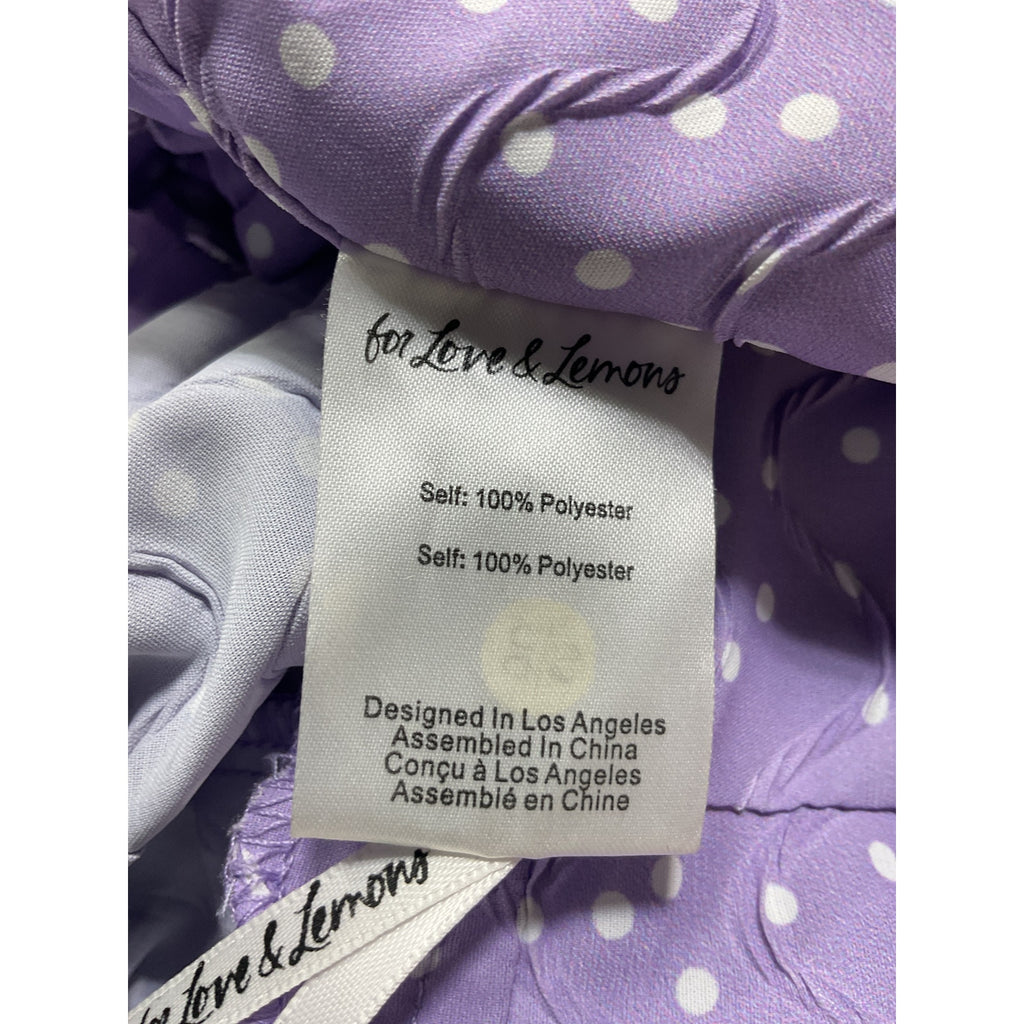 for Love & Lemons
Self: 100% Polyester
Self: 100% Polyester
Designed In Los Angeles
Assembled In China
Conçu à Los Angeles
Assemblé en Chine
for Love & Lemons